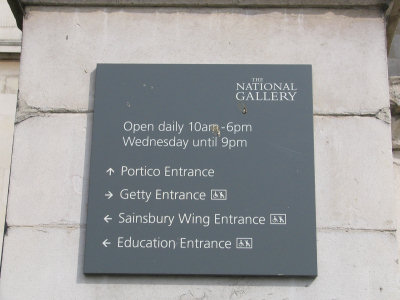 THE
NATIONAL
GALLERY
Open daily 10am-6pm
Wednesday until 9pm
↑ Portico Entrance
→ Getty Entrance
← Sainsbury Wing Entrance
← Education Entrance